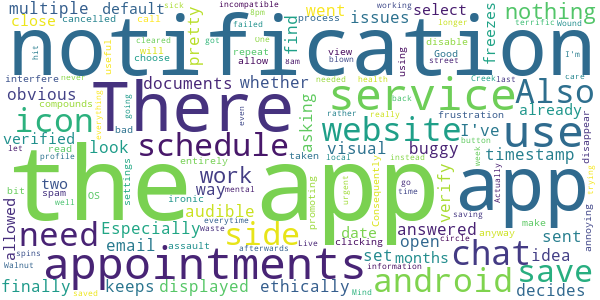 sick incompatible 8pm working
multiple default cancelled call process longer one terrific Wound
close cleared useful will pretty went issues select freezes nothing
hit choose got failed repeat find allow view using disable Good street I'm
notification
interfere never compounds documents whether blown needed health Creek last care
obvious everything going back really frustration
icon There service Also
verified bad even asking website I've already button
let read look schedule use
profile rather local visual buggy timestamp disappear
the app app
bit OS settings entirely taken instead week Actually trying
two spam well work way ironic promoting urgent Consequently verify go time annoying
allowed need audible side date answered chat sent idea
Especially mental saving make
email assault everytime set open circle anyway
finally Waste afterwards Live months information decides save
Walnut keeps displayed ethically android
appointments
saved Mind clicking
8am